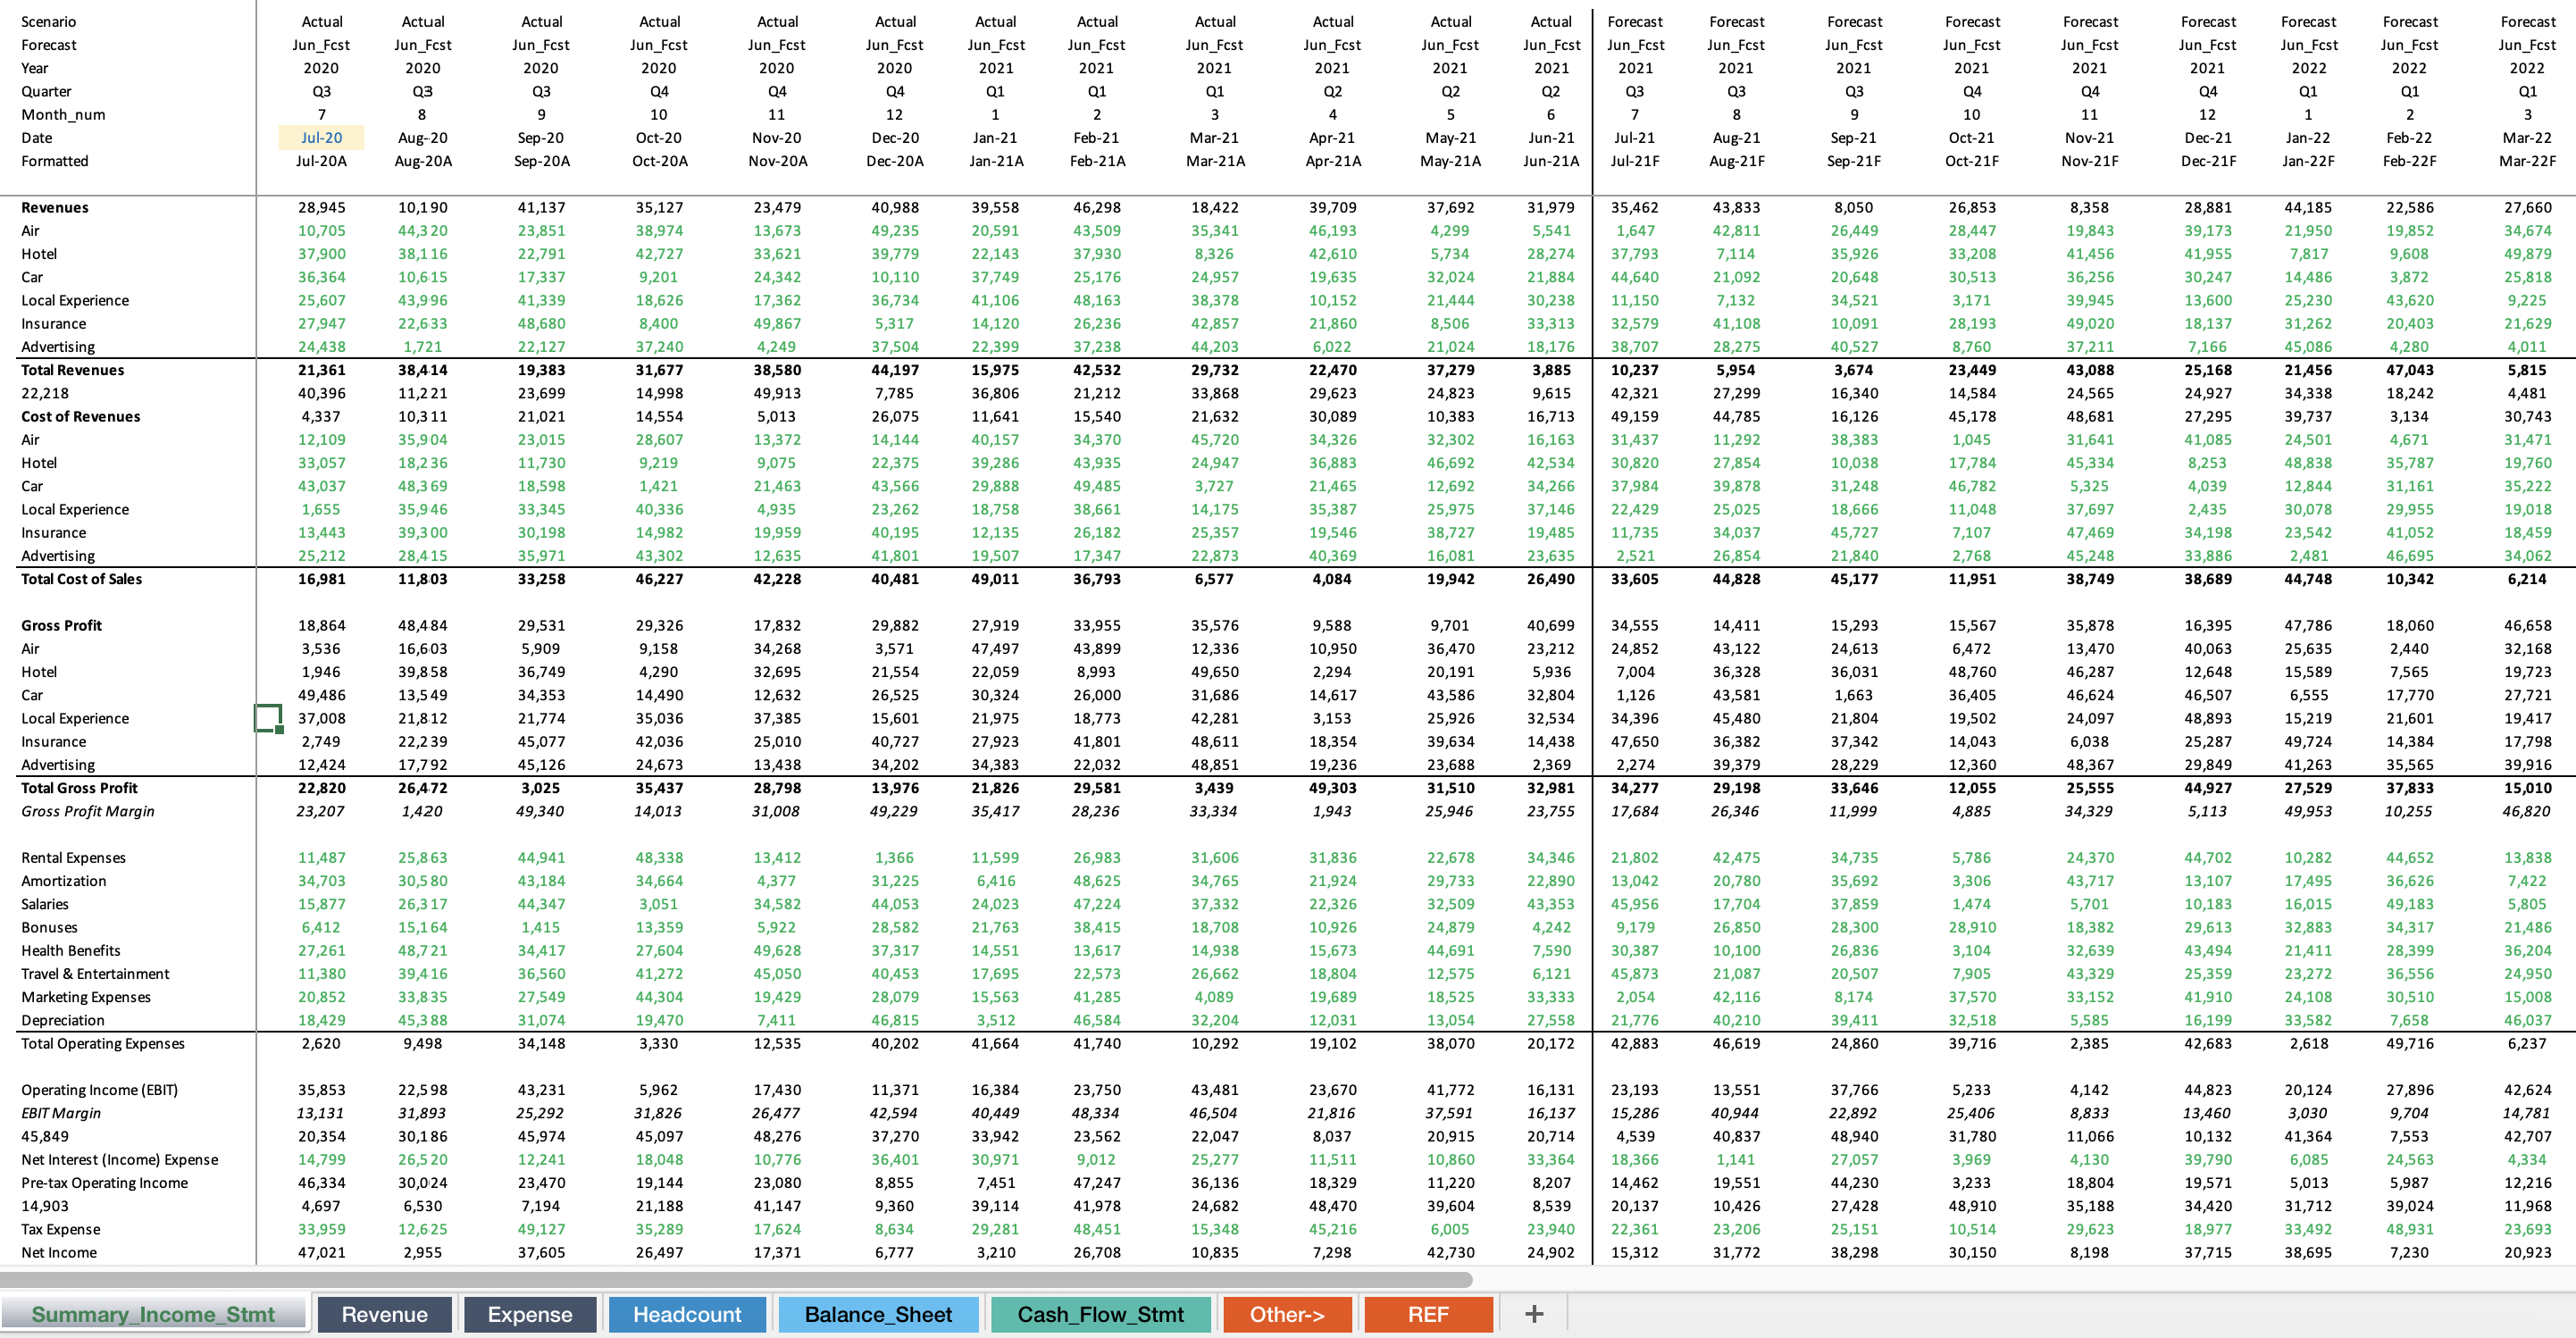 Scenario Actual Actual Actual Actual Actual Actual Actual Actual Actual Actual Actual Actual Forecast Forecast Forecast Forecast Forecast Forecast Forecast Forecast Forecast
Forecast Jun_Fcst Jun_Fcst Jun_Fcst Jun_Fcst Jun_Fcst Jun_Fcst Jun_Fcst Jun_Fcst Jun_Fcst Jun_Fcst Jun_Fcst Jun_Fcst Jun_Fcst Jun_Fcst Jun_Fcst Jun_Fcst Jun_Fcst Jun_Fcst Jun_Fcst Jun_Fcst Jun_Fcst
Year 2020 2020 2020 2020 2020 2020 2021 2021 2021 2021 2021 2021 2021 2021 2021 2021 2021 2021 2022 2022 2022
Quarter Q3 Q3 Q3 Q4 Q4 Q4 Q1 Q1 Q1 Q2 Q2 Q2 Q3 Q3 Q3 Q4 Q4 Q4 Q1 Q1 Q1
Month_num 7 8 9 10 11 12 1 2 3 4 5 6 7 8 9 10 11 12 1 2 3
Date Jul-20 Aug-20 Sep-20 Oct-20 Nov-20 Dec-20 Jan-21 Feb-21 Mar-21 Apr-21 May-21 Jun-21 Jul-21 Aug-21 Sep-21 Oct-21 Nov-21 Dec-21 Jan-22 Feb-22 Mar-22
Formatted Jul-20A Aug-20A Sep-20A Oct-20A Nov-20A Dec-20A Jan-21A Feb-21A Mar-21A Apr-21A May-21A Jun-21A Jul-21F Aug-21F Sep-21F Oct-21F Nov-21F Dec-21F Jan-22F Feb-22F Mar-22F
Revenues 28,945 10,190 41,137 35,127 23,479 40,988 39,558 46,298 18,422 39,709 37,692 31,979 35,462 43,833 8,050 26,853 8,358 28,881 44,185 22,586 27,660
Air 10,705 44,320 23,851 38,974 13,673 49,235 20,591 43,509 35,341 46,193 4,299 5,541 1,647 42,811 26,449 28,447 19,843 39,173 21,950 19,852 34,674
Hotel 37,900 38,116 22,791 42,727 33,621 39,779 22,143 37,930 8,326 42,610 5,734 28,274 37,793 7,114 35,926 33,208 41,456 41,955 7,817 9,608 49,879
Car 36,364 10,615 17,337 9,201 24,342 10,110 37,749 25,176 24,957 19,635 32,024 21,884 44,640 21,092 20,648 30,513 36,256 30,247 14,486 3,872 25,818
Local Experience 25,607 43,996 41,339 18,626 17,362 36,734 41,106 48,163 38,378 10,152 21,444 30,238 11,150 7,132 34,521 3,171 39,945 13,600 25,230 43,620 9,225
Insurance 27,947 22,633 48,680 8,400 49,867 5,317 14,120 26,236 42,857 21,860 8,506 33,313 32,579 41,108 10,091 28,193 49,020 18,137 31,262 20,403 21,629
Advertising 24,438 1,721 22,127 37,240 4,249 37,504 22,399 37,238 44,203 6,022 21,024 18,176 38,707 28,275 40,527 8,760 37,211 7,166 45,086 4,280 4,011
Total Revenues 21,361 38,414 19,383 31,677 38,580 44,197 15,975 42,532 29,732 22,470 37,279 3,885 10,237 5,954 3,674 23,449 43,088 25,168 21,456 47,043 5,815
22,218 40,396 11,221 23,699 14,998 49,913 7,785 36,806 21,212 33,868 29,623 24,823 9,615 42,321 27,299 16,340 14,584 24,565 24,927 34,338 18,242 4,481
Cost of Revenues 4,337 10,311 21,021 14,554 5,013 26,075 11,641 15,540 21,632 30,089 10,383 16,713 49,159 44,785 16,126 45,178 48,681 27,295 39,737 3,134 30,743
Air 12,109 35,904 23,015 28,607 13,372 14,144 40,157 34,370 45,720 34,326 32,302 16,163 31,437 11,292 38,383 1,045 31,641 41,085 24,501 4,671 31,471
Hotel 33,057 18,236 11,730 9,219 9,075 22,375 39,286 43,935 24,947 36,883 46,692 42,534 30,820 27,854 10,038 17,784 45,334 8,253 48,838 35,787 19,760
Car 43,037 48,369 18,598 1,421 21,463 43,566 29,888 49,485 3,727 21,465 12,692 34,266 37,984 39,878 31,248 46,782 5,325 4,039 12,844 31,161 35,222
Local Experience 1,655 35,946 33,345 40,336 4,935 23,262 18,758 38,661 14,175 35,387 25,975 37,146 22,429 25,025 18,666 11,048 37,697 2,435 30,078 29,955 19,018
Insurance 13,443 39,300 30,198 14,982 19,959 40,195 12,135 26,182 25,357 19,546 38,727 19,485 11,735 34,037 45,727 7,107 47,469 34,198 23,542 41,052 18,459
Advertising 25,212 28,415 35,971 43,302 12,635 41,801 19,507 17,347 22,873 40,369 16,081 23,635 2,521 26,854 21,840 2,768 45,248 33,886 2,481 46,695 34,062
Total Cost of Sales 16,981 11,803 33,258 46,227 42,228 40,481 49,011 36,793 6,577 4,084 19,942 26,490 33,605 44,828 45,177 11,951 38,749 38,689 44,748 10,342 6,214
Gross Profit 18,864 48,484 29,531 29,326 17,832 29,882 27,919 33,955 35,576 9,588 9,701 40,699 34,555 14,411 15,293 15,567 35,878 16,395 47,786 18,060 46,658
Air 3,536 16,603 5,909 9,158 34,268 3,571 47,497 43,899 12,336 10,950 36,470 23,212 24,852 43,122 24,613 6,472 13,470 40,063 25,635 2,440 32,168
Hotel 1,946 39,858 36,749 4,290 32,695 21,554 22,059 8,993 49,650 2,294 20,191 5,936 7,004 36,328 36,031 48,760 46,287 12,648 15,589 7,565 19,723
Car 49,486 13,549 34,353 14,490 12,632 26,525 30,324 26,000 31,686 14,617 43,586 32,804 1,126 43,581 1,663 36,405 46,624 46,507 6,555 17,770 27,721
Local Experience 37,008 21,812 21,774 35,036 37,385 15,601 21,975 18,773 42,281 3,153 25,926 32,534 34,396 45,480 21,804 19,502 24,097 48,893 15,219 21,601 19,417
Insurance 2,749 22,239 45,077 42,036 25,010 40,727 27,923 41,801 48,611 18,354 39,634 14,438 47,650 36,382 37,342 14,043 6,038 25,287 49,724 14,384 17,798
Advertising 12,424 17,792 45,126 24,673 13,438 34,202 34,383 22,032 48,851 19,236 23,688 2,369 2,274 39,379 28,229 12,360 48,367 29,849 41,263 35,565 39,916
Total Gross Profit 22,820 26,472 3,025 35,437 28,798 13,976 21,826 29,581 3,439 49,303 31,510 32,981 34,277 29,198 33,646 12,055 25,555 44,927 27,529 37,833 15,010
Gross Profit Margin 23,207 1,420 49,340 14,013 31,008 49,229 35,417 28,236 33,334 1,943 25,946 23,755 17,684 26,346 11,999 4,885 34,329 5,113 49,953 10,255 46,820
Rental Expenses 11,487 25,863 44,941 48,338 13,412 1,366 11,599 26,983 31,606 31,836 22,678 34,346 21,802 42,475 34,735 5,786 24,370 44,702 10,282 44,652 13,838
Amortization 34,703 30,580 43,184 34,664 4,377 31,225 6,416 48,625 34,765 21,924 29,733 22,890 13,042 20,780 35,692 3,306 43,717 13,107 17,495 36,626 7,422
Salaries 15,877 26,317 44,347 3,051 34,582 44,053 24,023 47,224 37,332 22,326 32,509 43,353 45,956 17,704 37,859 1,474 5,701 10,183 16,015 49,183 5,805
Bonuses 6,412 15,164 1,415 13,359 5,922 28,582 21,763 38,415 18,708 10,926 24,879 4,242 9,179 26,850 28,300 28,910 18,382 29,613 32,883 34,317 21,486
Health Benefits 27,261 48,721 34,417 27,604 49,628 37,317 14,551 13,617 14,938 15,673 44,691 7,590 30,387 10,100 26,836 3,104 32,639 43,494 21,411 28,399 36,204
Travel & Entertainment 11,380 39,416 36,560 41,272 45,050 40,453 17,695 22,573 26,662 18,804 12,575 6,121 45,873 21,087 20,507 7,905 43,329 25,359 23,272 36,556 24,950
Marketing Expenses 20,852 33,835 27,549 44,304 19,429 28,079 15,563 41,285 4,089 19,689 18,525 33,333 2,054 42,116 8,174 37,570 33,152 41,910 24,108 30,510 15,008
Depreciation 18,429 45,388 31,074 19,470 7,411 46,815 3,512 46,584 32,204 12,031 13,054 27,558 21,776 40,210 39,411 32,518 5,585 16,199 33,582 7,658 46,037
Total Operating Expenses 2,620 9,498 34,148 3,330 12,535 40,202 41,664 41,740 10,292 19,102 38,070 20,172 42,883 46,619 24,860 39,716 2,385 42,683 2,618 49,716 6,237
Operating Income (EBIT) 35,853 22,598 43,231 5,962 17,430 11,371 16,384 23,750 43,481 23,670 41,772 16,131 23,193 13,551 37,766 5,233 4,142 44,823 20,124 27,896 42,624
EBIT Margin 13,131 31,893 25,292 31,826 26,477 42,594 40,449 48,334 46,504 21,816 37,591 16,137 15,286 40,944 22,892 25,406 8,833 13,460 3,030 9,704 14,781
45,849 20,354 30,186 45,974 45,097 48,276 37,270 33,942 23,562 22,047 8,037 20,915 20,714 4,539 40,837 48,940 31,780 11,066 10,132 41,364 7,553 42,707
Net Interest (Income) Expense 14,799 26,520 12,241 18,048 10,776 36,401 30,971 9,012 25,277 11,511 10,860 33,364 18,366 1,141 27,057 3,969 4,130 39,790 6,085 24,563 4,334
Pre-tax Operating Income 46,334 30,024 23,470 19,144 23,080 8,855 7,451 47,247 36,136 18,329 11,220 8,207 14,462 19,551 44,230 3,233 18,804 19,571 5,013 5,987 12,216
14,903 4,697 6,530 7,194 21,188 41,147 9,360 39,114 41,978 24,682 48,470 39,604 8,539 20,137 10,426 27,428 48,910 35,188 34,420 31,712 39,024 11,968
Tax Expense 33,959 12,625 49,127 35,289 17,624 8,634 29,281 48,451 15,348 45,216 6,005 23,940 22,361 23,206 25,151 10,514 29,623 18,977 33,492 48,931 23,693
Net Income 47,021 2,955 37,605 26,497 17,371 6,777 3,210 26,708 10,835 7,298 42,730 24,902 15,312 31,772 38,298 30,150 8,198 37,715 38,695 7,230 20,923
Summary_Income_Stmt Revenue Expense Headcount Balance_Sheet Cash_Flow_Stmt Other-> REF +